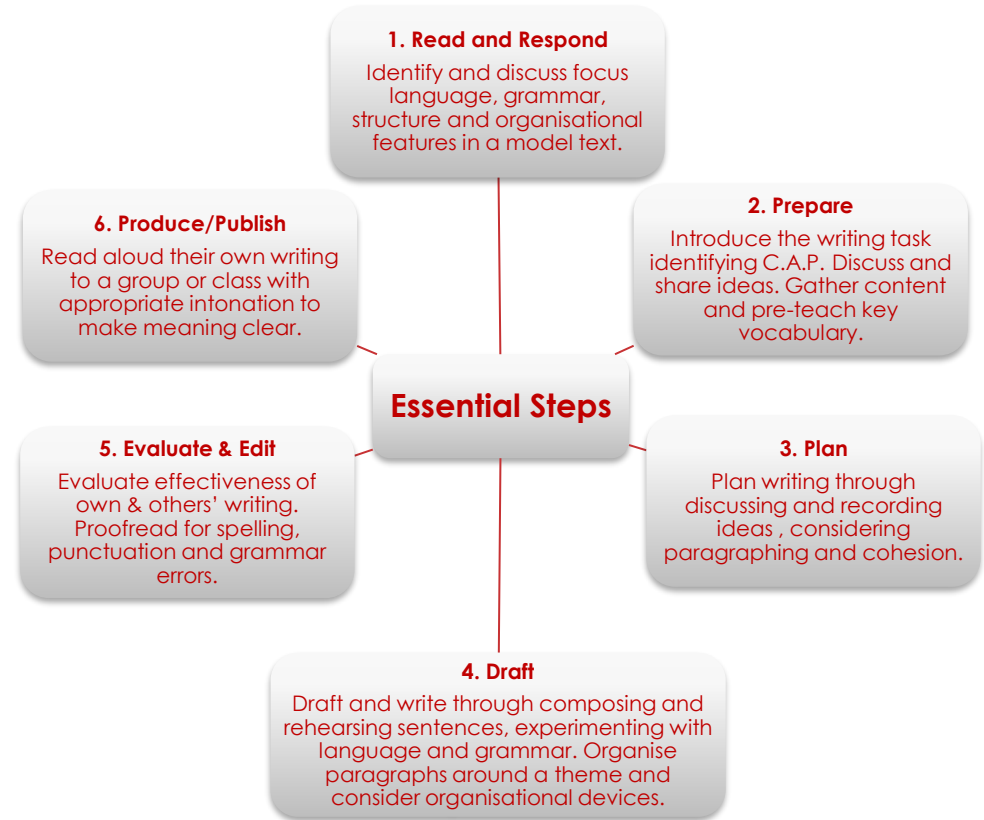 1. Read and Respond
Identify and discuss focus
language, grammar,
structure and organisational
features in a model text.
2. Prepare
Introduce the writing task
identifying C.A.P. Discuss and
share ideas. Gather content
and pre-teach key
vocabulary.
3. Plan
Plan writing through
discussing and recording
ideas , considering
paragraphing and cohesion.
4. Draft
Draft and write through composing and
rehearsing sentences, experimenting with
language and grammar. Organise
paragraphs around a theme and
consider organisational devices.
5. Evaluate & Edit
Evaluate effectiveness of
own & others’ writing.
Proofread for spelling,
punctuation and grammar
errors.
6. Produce/Publish
Read aloud their own writing
to a group or class with
appropriate intonation to
make meaning clear.
Essential Steps